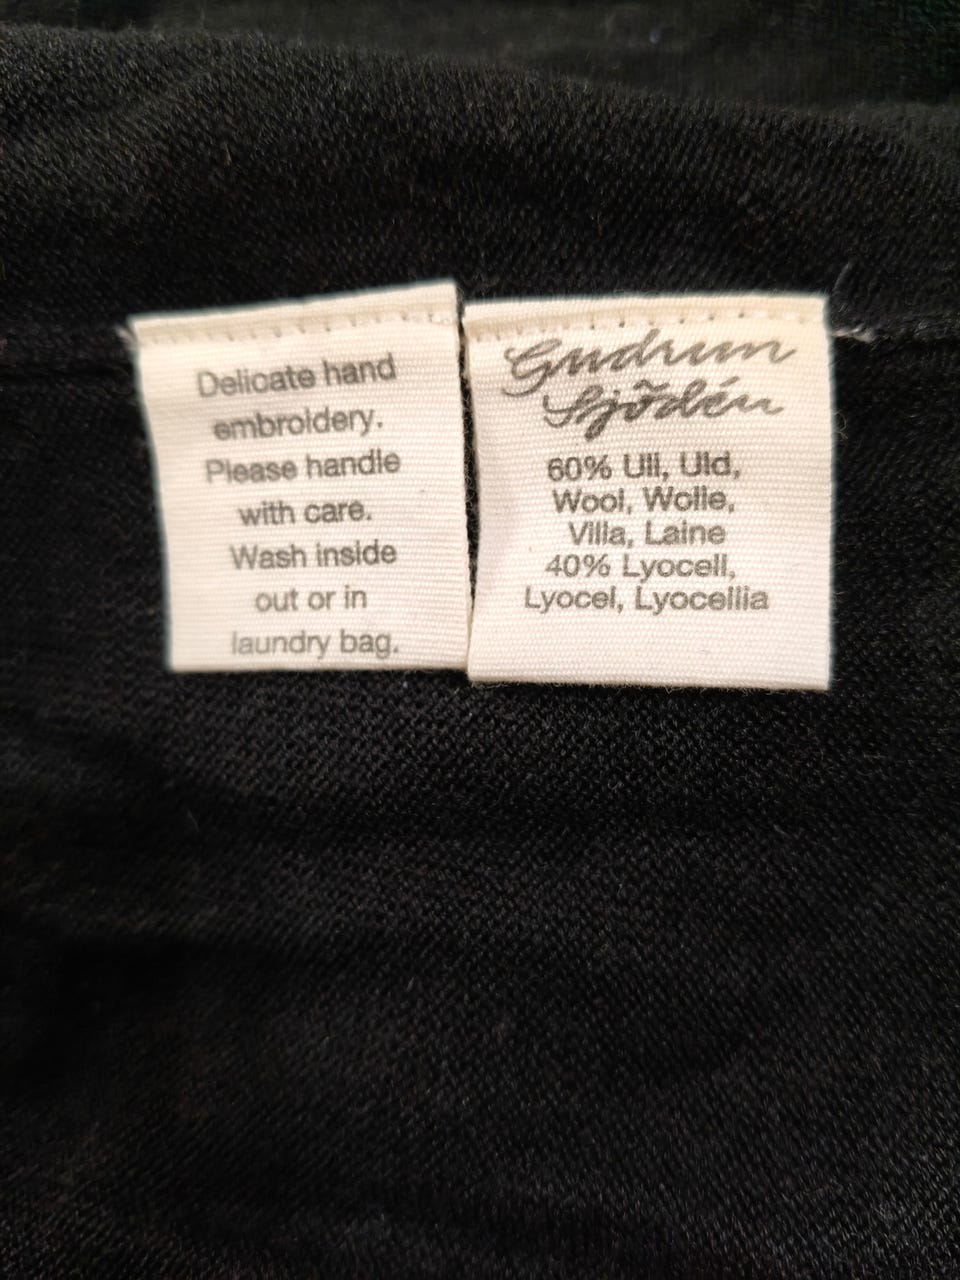 Delicate hand
embroidery.
Please handle
with care.
Wash inside
out or in
laundry bag.
Gudrun
Sjödén
60% Ull, Uld,
Wool, Wolle,
Villa, Laine
40% Lyocell,
Lyocel, Lyocellia